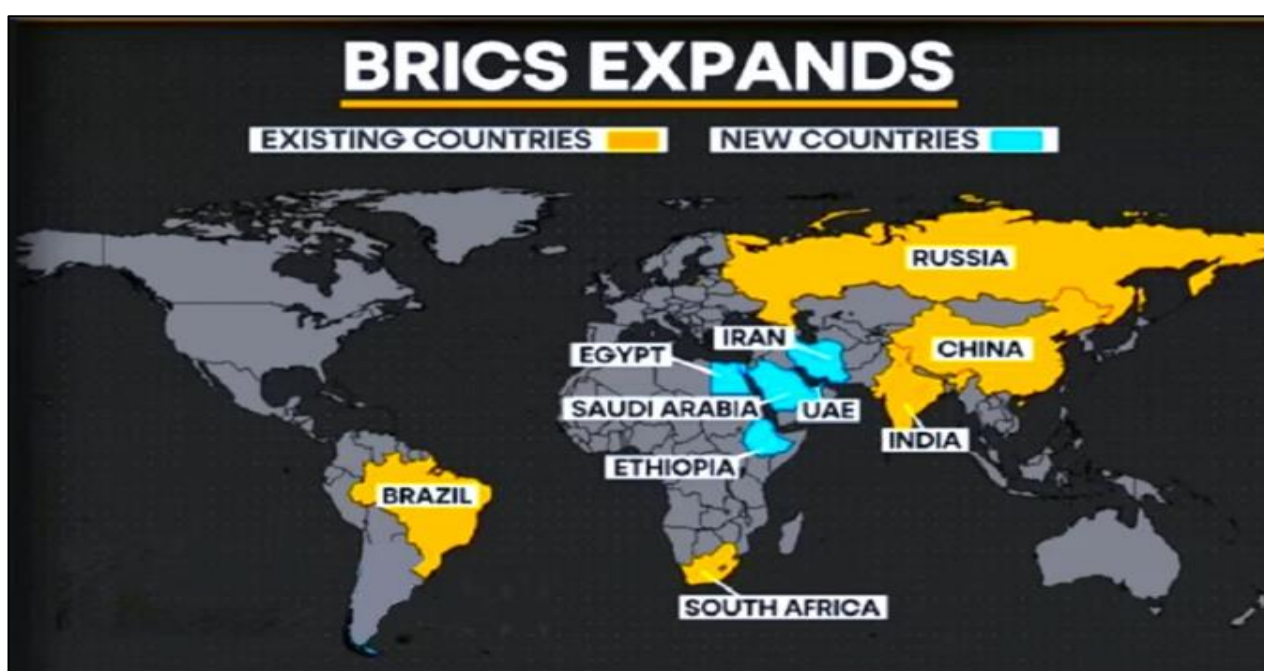 BRICS EXPANDS
EXISTING COUNTRIES
NEW COUNTRIES
RUSSIA
IRAN
CHINA
EGYPT
SAUDI ARABIA
UAE
INDIA
ETHIOPIA
BRAZIL
SOUTH AFRICA